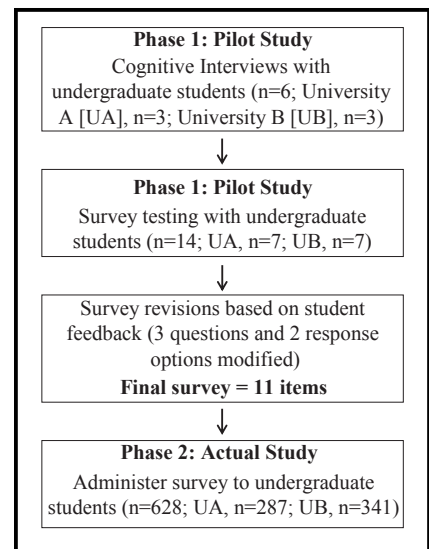 Phase 1: Pilot Study
Cognitive Interviews with
undergraduate students (n=6; University
A [UA], n=3; University B [UB], n=3)
Phase 1: Pilot Study
Survey testing with undergraduate
students (n=14; UA, n=7; UB, n=7)
Survey revisions based on student
feedback (3 questions and 2 response
options modified)
Final survey = 11 items
Phase 2: Actual Study
Administer survey to undergraduate
students (n=628; UA, n=287; UB, n=341)